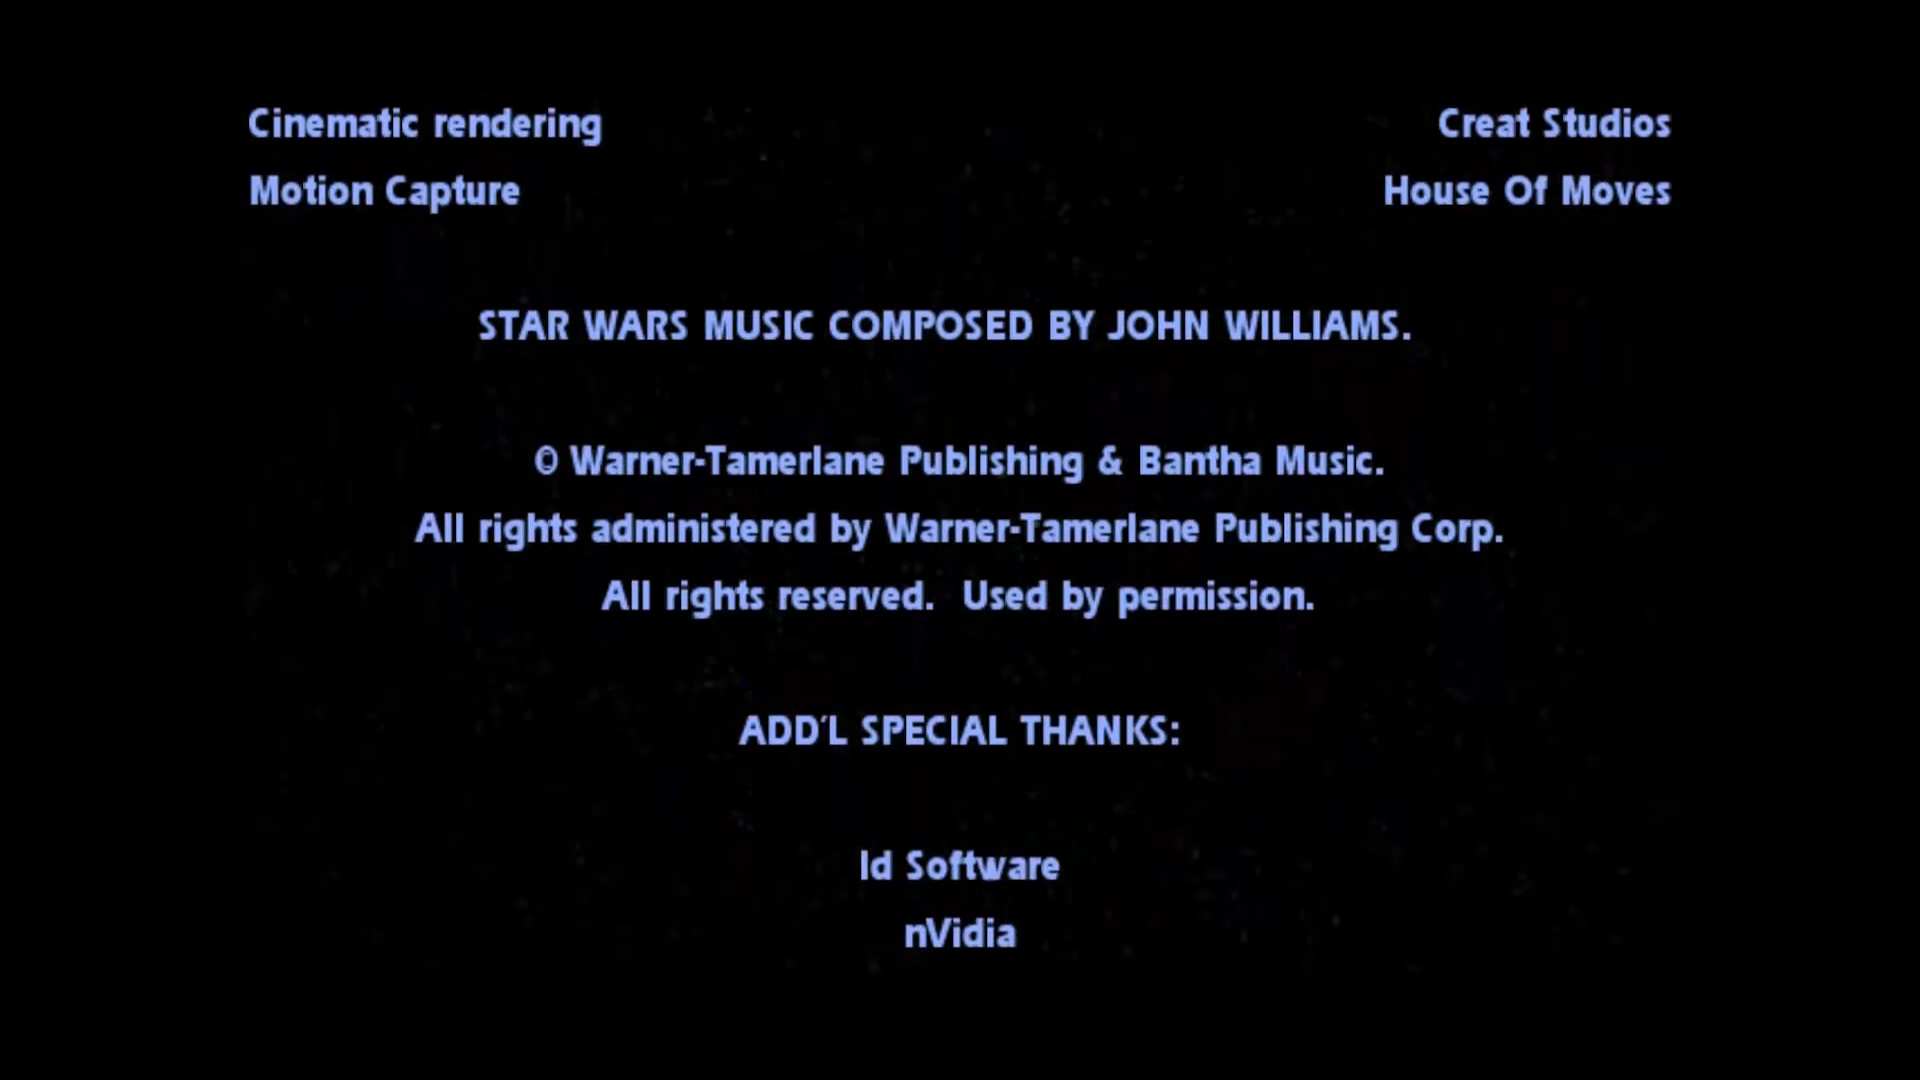 Cinematic rendering Creat Studios
Motion Capture House Of Moves
STAR WARS MUSIC COMPOSED BY JOHN WILLIAMS.
© Warner-Tamerlane Publishing & Bantha Music.
All rights administered by Warner-Tamerlane Publishing Corp.
All rights reserved.  Used by permission.
ADD'L SPECIAL THANKS:
Id Software
nVidia